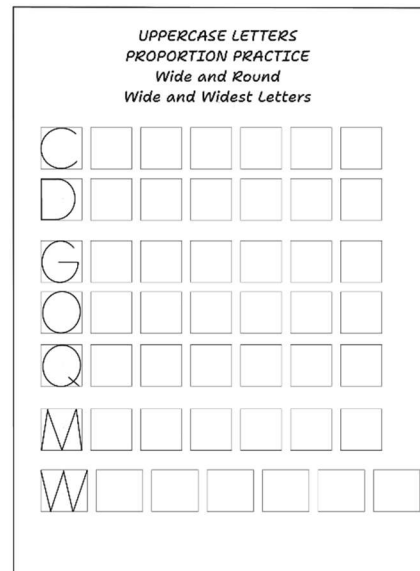 UPPERCASE LETTERS
PROPORTION PRACTICE
Wide and Round
Wide and Widest Letters
C
D
G
O
Q
M
W